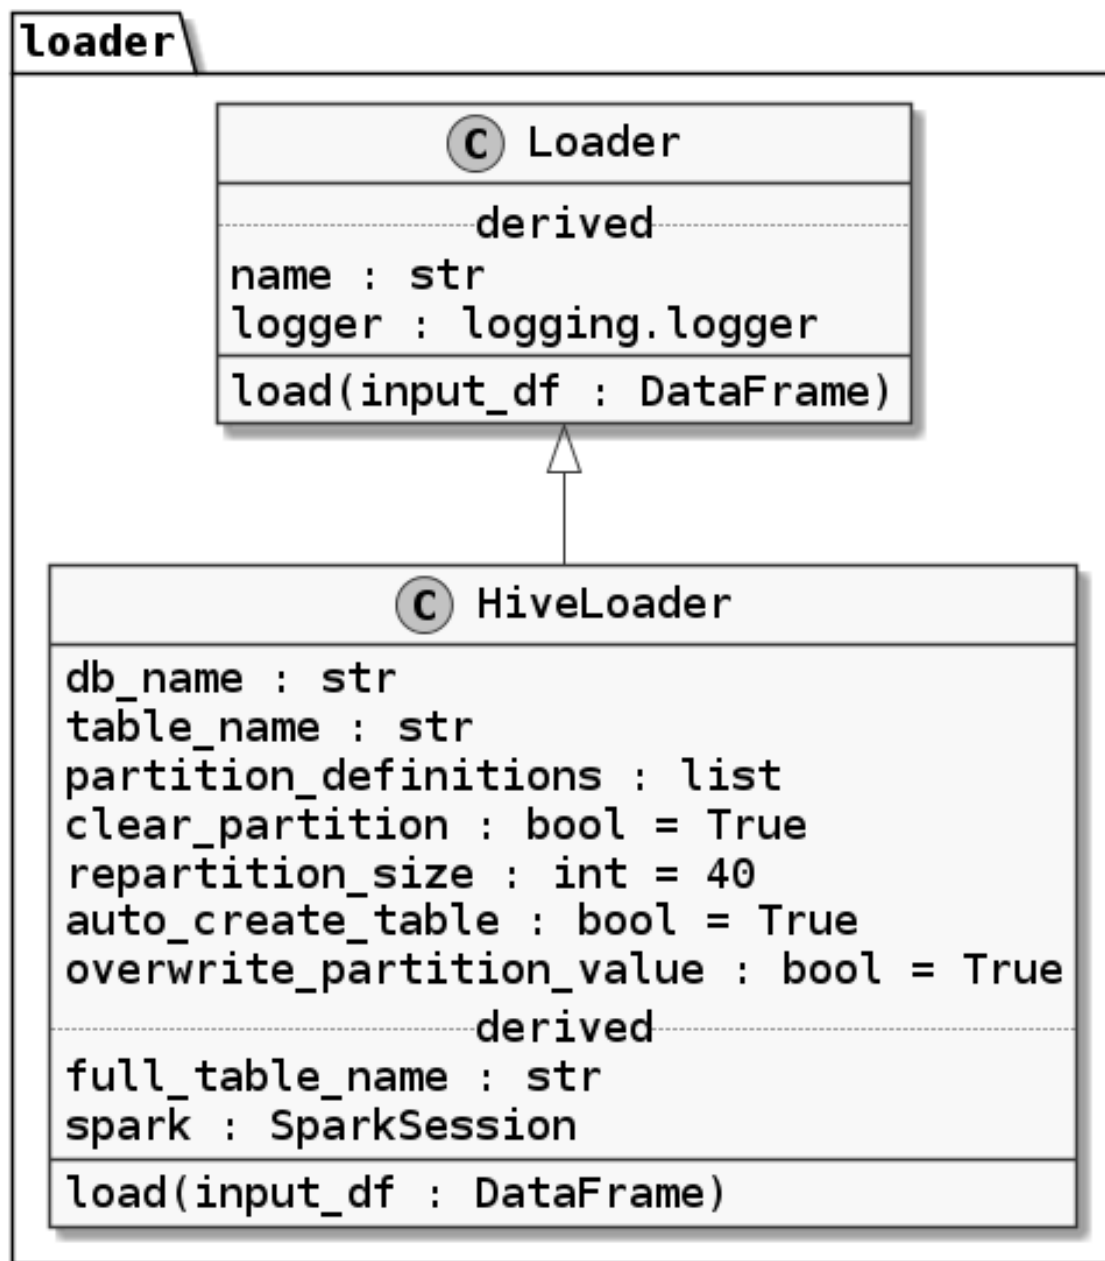 loader
C Loader
derived
name : str
logger : logging.logger
load(input_df : DataFrame)
C HiveLoader
db_name : str
table_name : str
partition_definitions : list
clear_partition : bool = True
repartition_size : int = 40
auto_create_table : bool = True
overwrite_partition_value : bool = True
derived
full_table_name : str
spark : SparkSession
load(input_df : DataFrame)